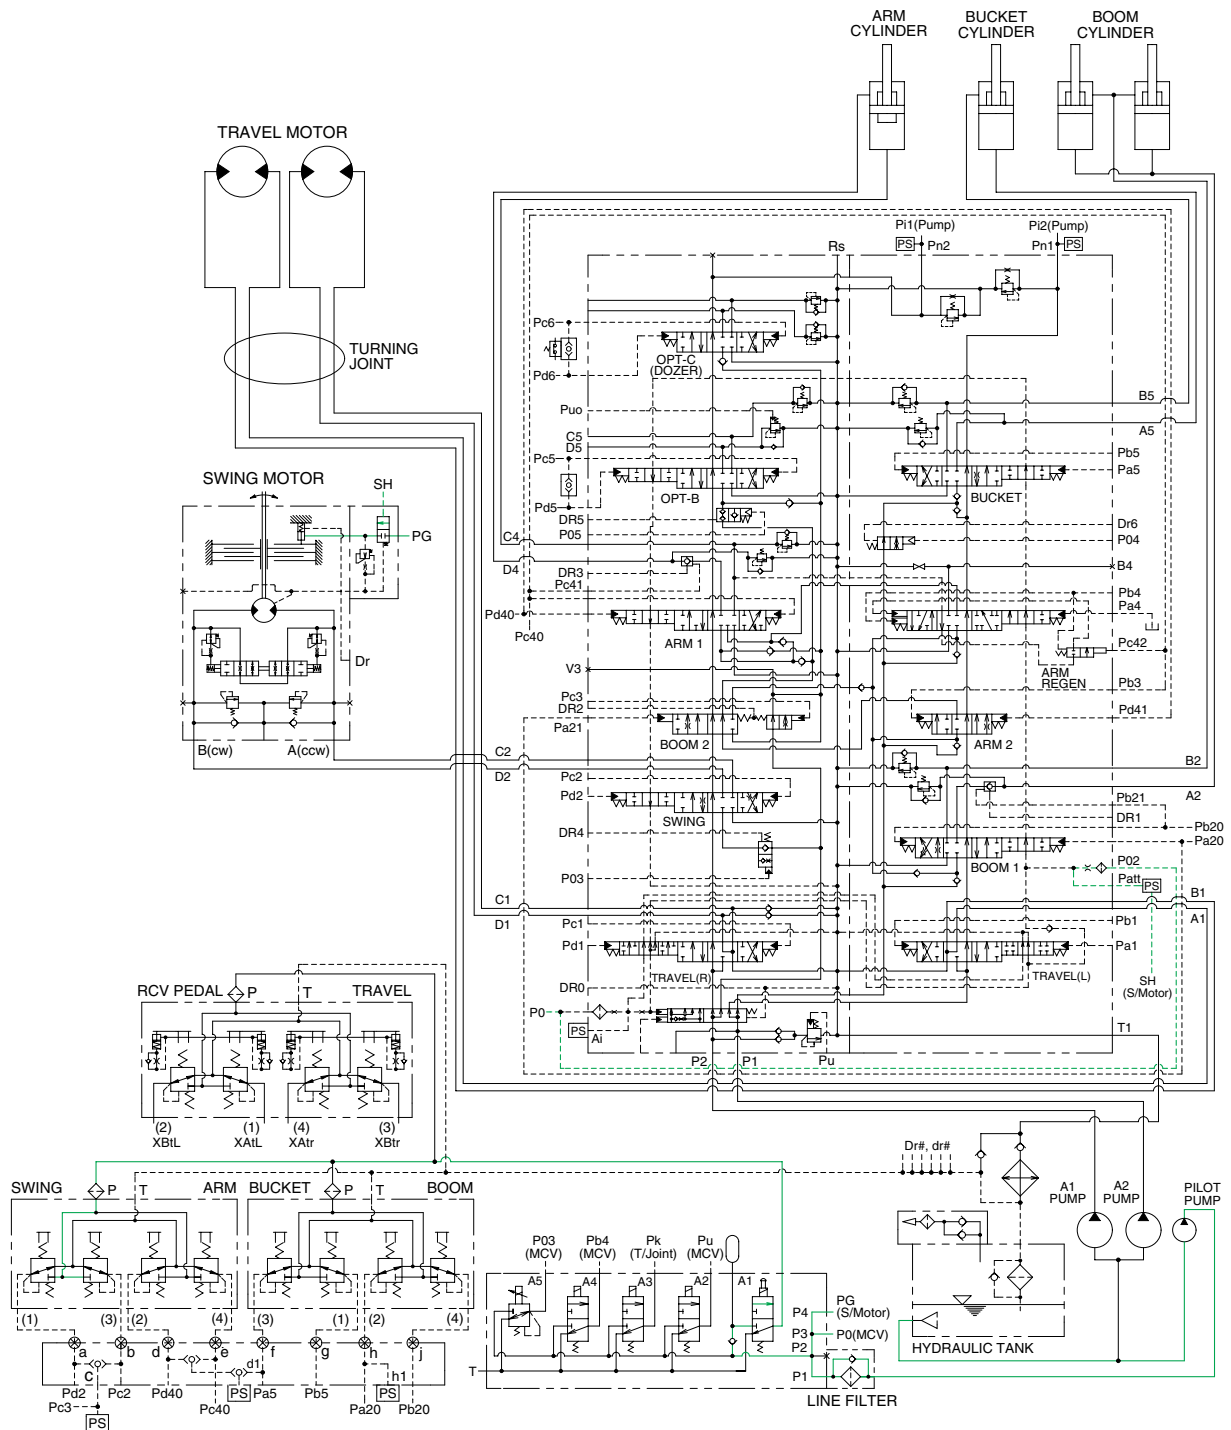 ARM
CYLINDER
BUCKET
CYLINDER
BOOM
CYLINDER
TRAVEL MOTOR
TURNING
JOINT
Pi1(Pump)
PS
Pn2
Rs
Pi2(Pump)
Pn1
PS
Pc6
Pd6
OPT-C
(DOZER)
Puo
C5
D5
Pc5
Pd5
OPT-B
B5
A5
Pb5
Pa5
BUCKET
SWING MOTOR
SH
PG
Dr
B(cw)
A(ccw)
DR5
P05
C4
D4
DR3
Pc41
Pd40
Pc40
ARM 1
Dr6
P04
B4
Pb4
Pa4
Pc42
ARM
REGEN
V3
Pc3
DR2
Pa21
BOOM 2
Pb3
Pd41
ARM 2
C2
D2
Pc2
Pd2
SWING
B2
A2
Pb21
DR1
Pb20
Pa20
DR4
P03
BOOM 1
P02
Patt
PS
C1
D1
Pc1
Pd1
TRAVEL(R)
B1
A1
Pb1
Pa1
TRAVEL(L)
SH
(S/Motor)
DR0
P0
PS
Ai
P2
P1
Pu
T1
RCV PEDAL
P
T
TRAVEL
(2)
XBtL
(1)
XAtL
(4)
XAtr
(3)
XBtr
Dr#, dr#
A1
PUMP
A2
PUMP
PILOT
PUMP
SWING
P
T
ARM
BUCKET
P
T
BOOM
(1)
(3)
(2)
(4)
(3)
(1)
(2)
(4)
a
b
d
e
f
g
h
j
c
d1
h1
Pd2
Pc2
Pd40
Pc40
PS
Pa5
Pb5
Pa20
PS
Pb20
Pc3
PS
P03
(MCV)
Pb4
(MCV)
Pk
(T/Joint)
Pu
(MCV)
A5
A4
A3
A2
A1
T
P4
P3
P2
P1
PG
(S/Motor)
P0(MCV)
LINE FILTER
HYDRAULIC TANK